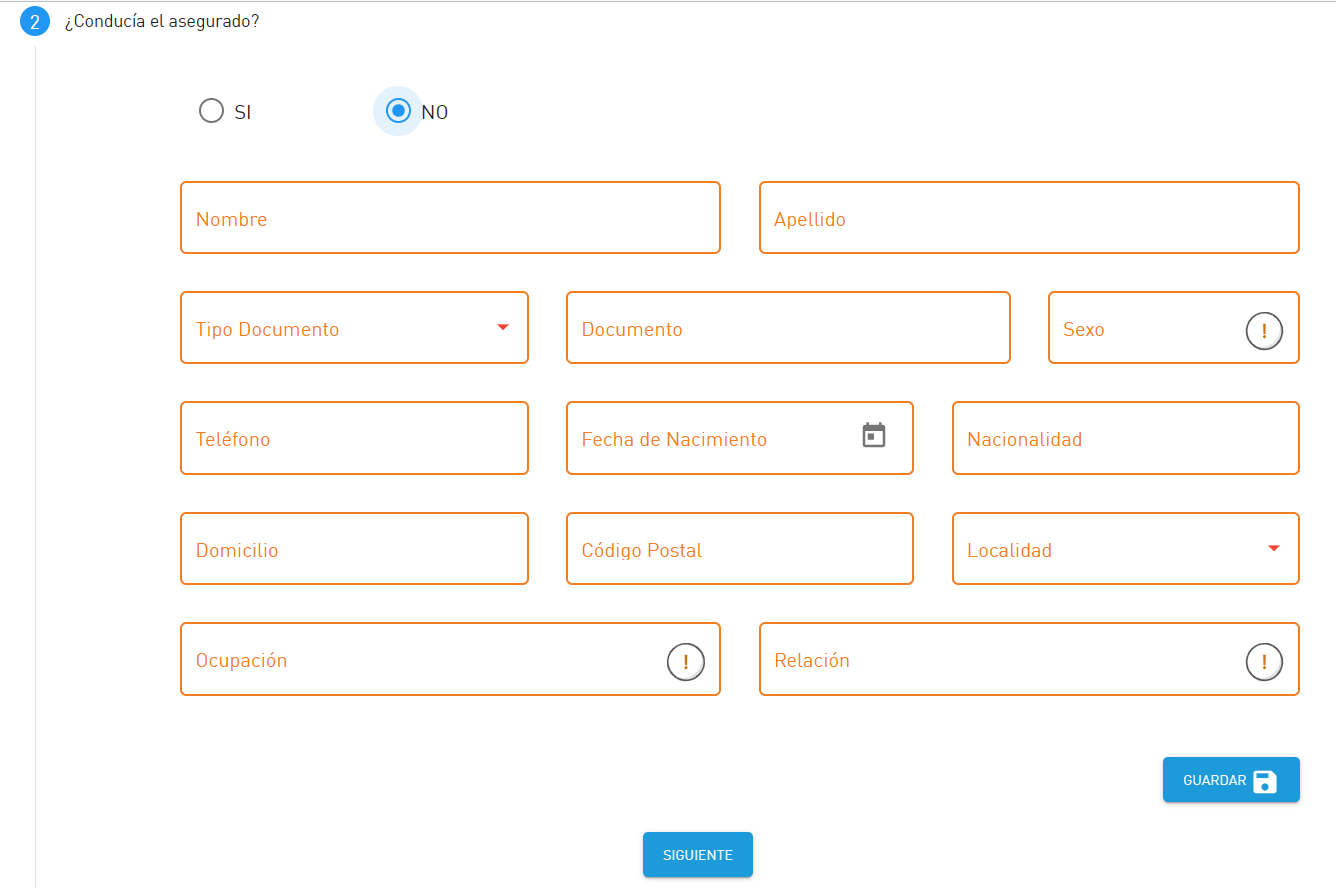 2 ¿Conducía el asegurado?
SI NO
Nombre Apellido
Tipo Documento Documento Sexo !
Teléfono Fecha de Nacimiento Nacionalidad
Domicilio Código Postal Localidad
Ocupación ! Relación !
GUARDAR
SIGUIENTE